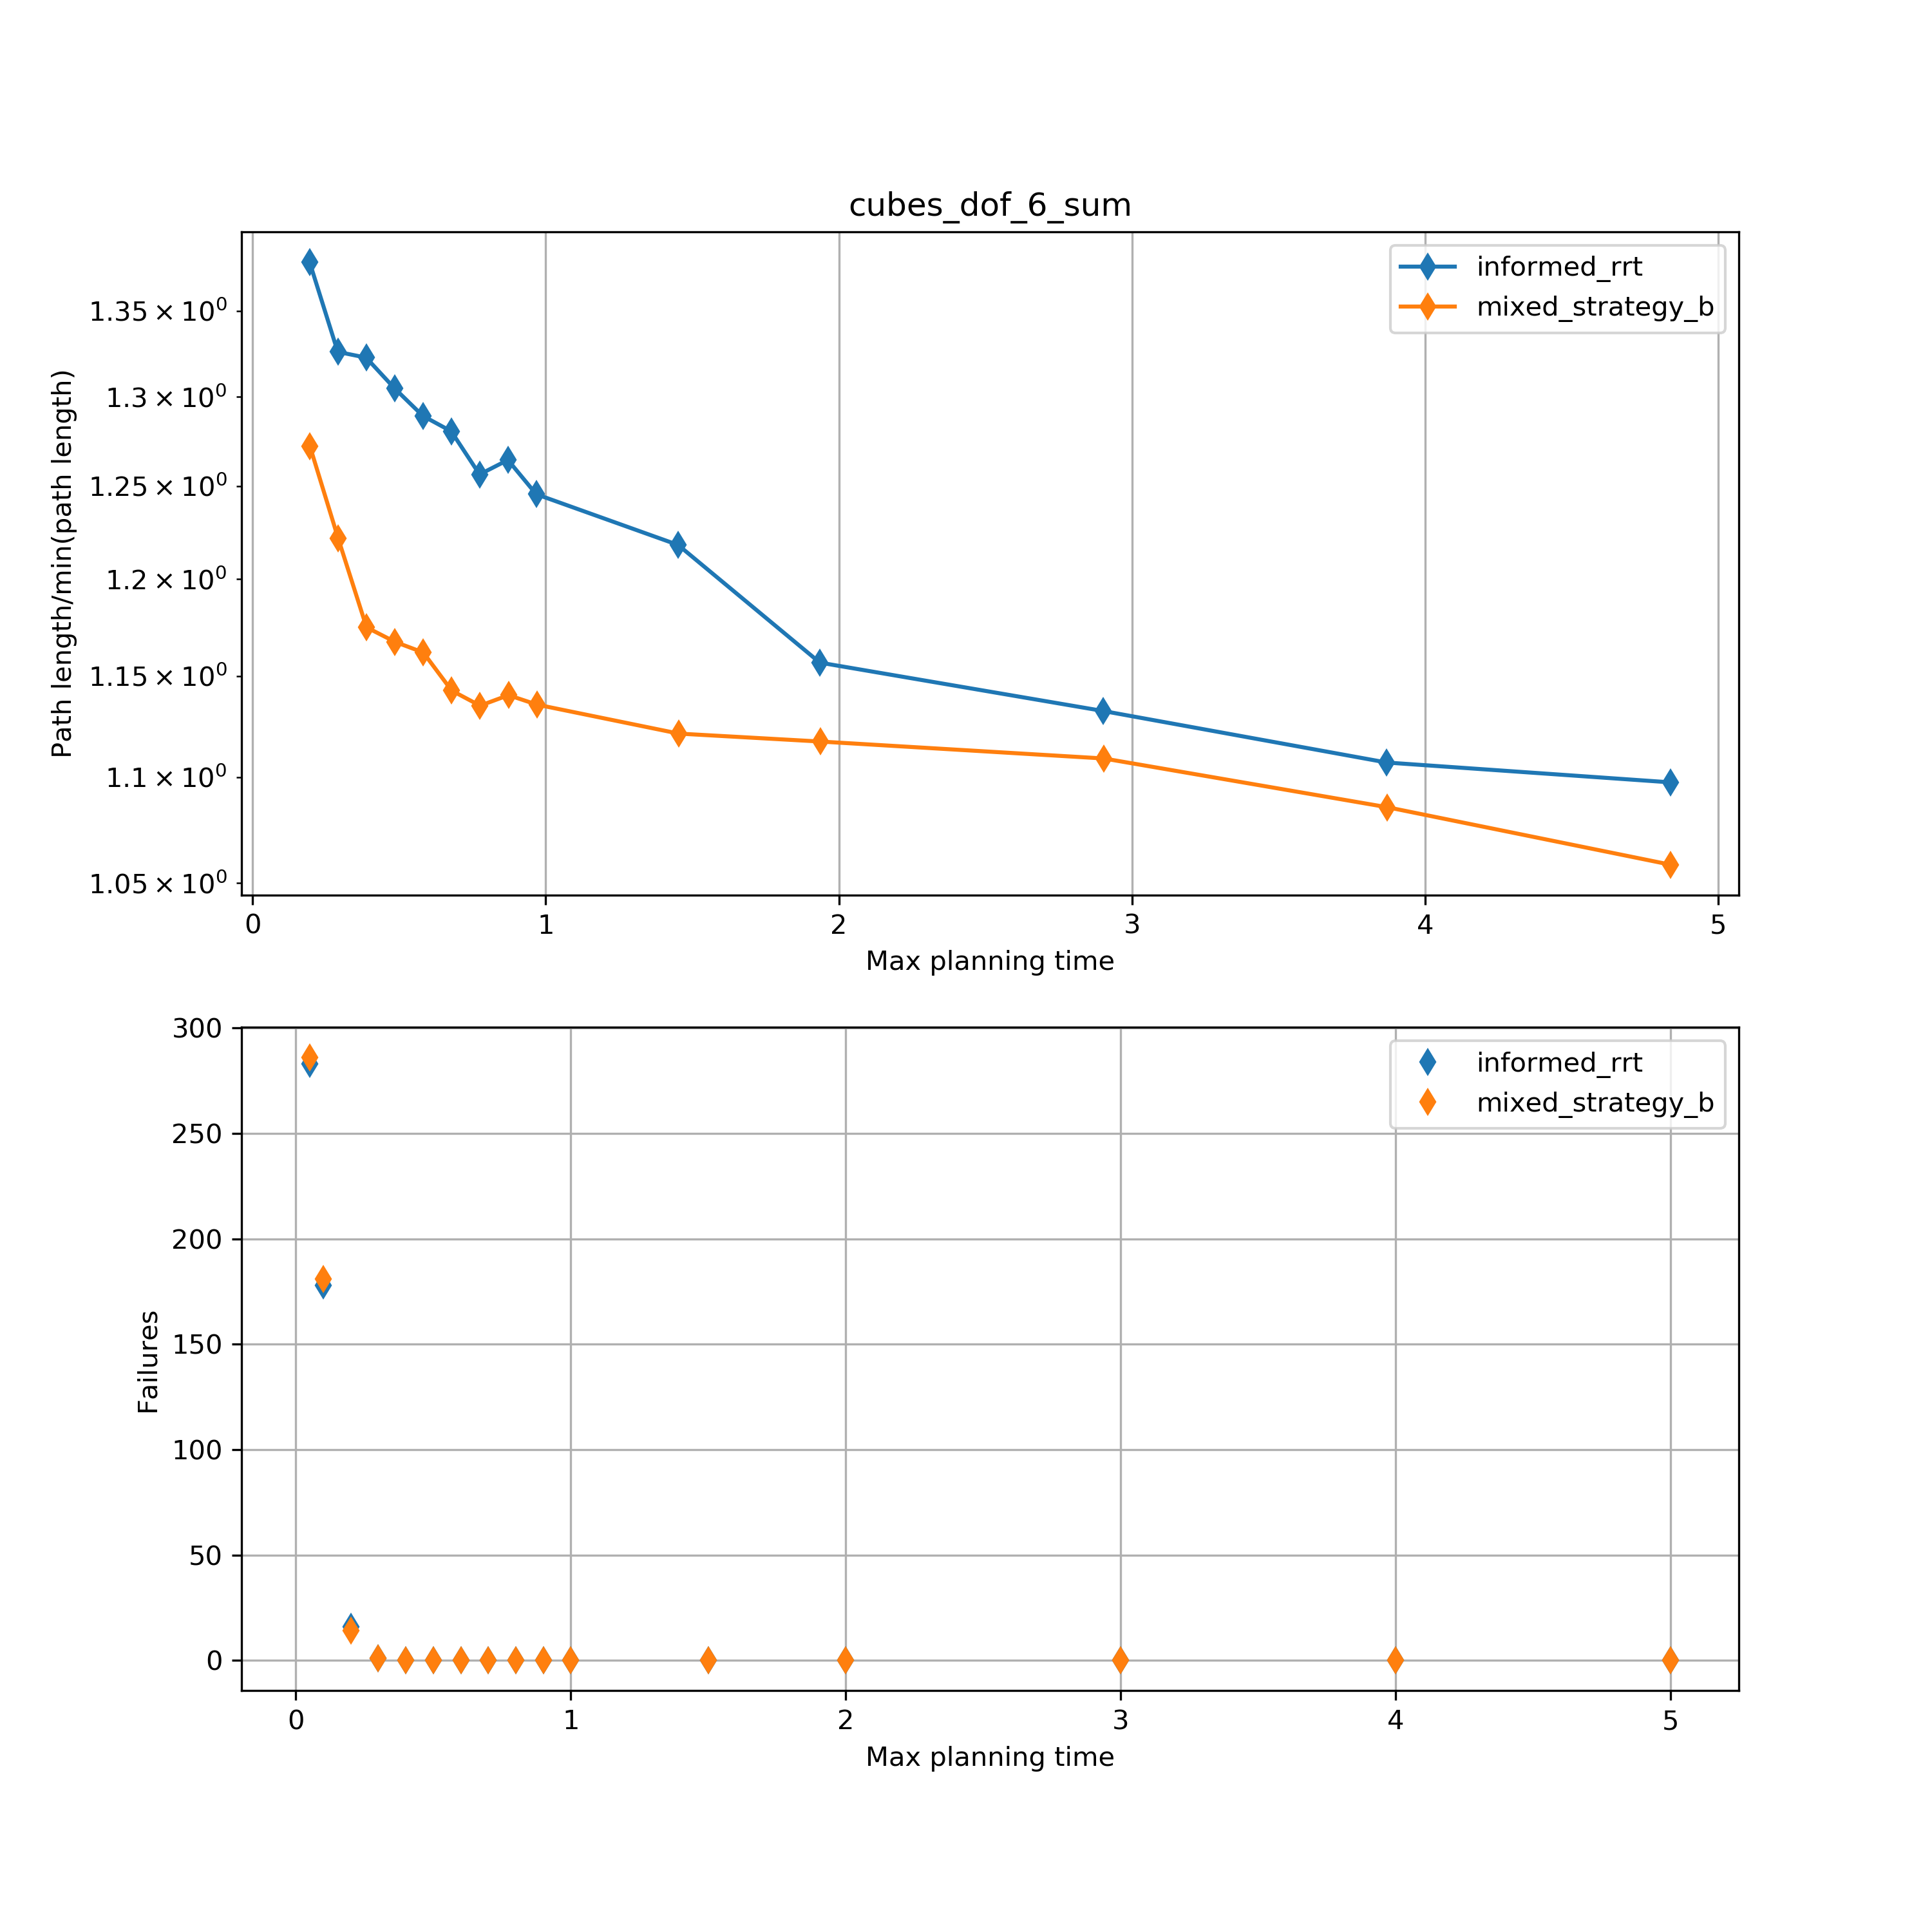 cubes_dof_6_sum
informed_rrt
mixed_strategy_b
Path length/min(path length)
1.35 × 10⁰
1.3 × 10⁰
1.25 × 10⁰
1.2 × 10⁰
1.15 × 10⁰
1.1 × 10⁰
1.05 × 10⁰
0 1 2 3 4 5
Max planning time
informed_rrt
mixed_strategy_b
Failures
300
250
200
150
100
50
0
0 1 2 3 4 5
Max planning time